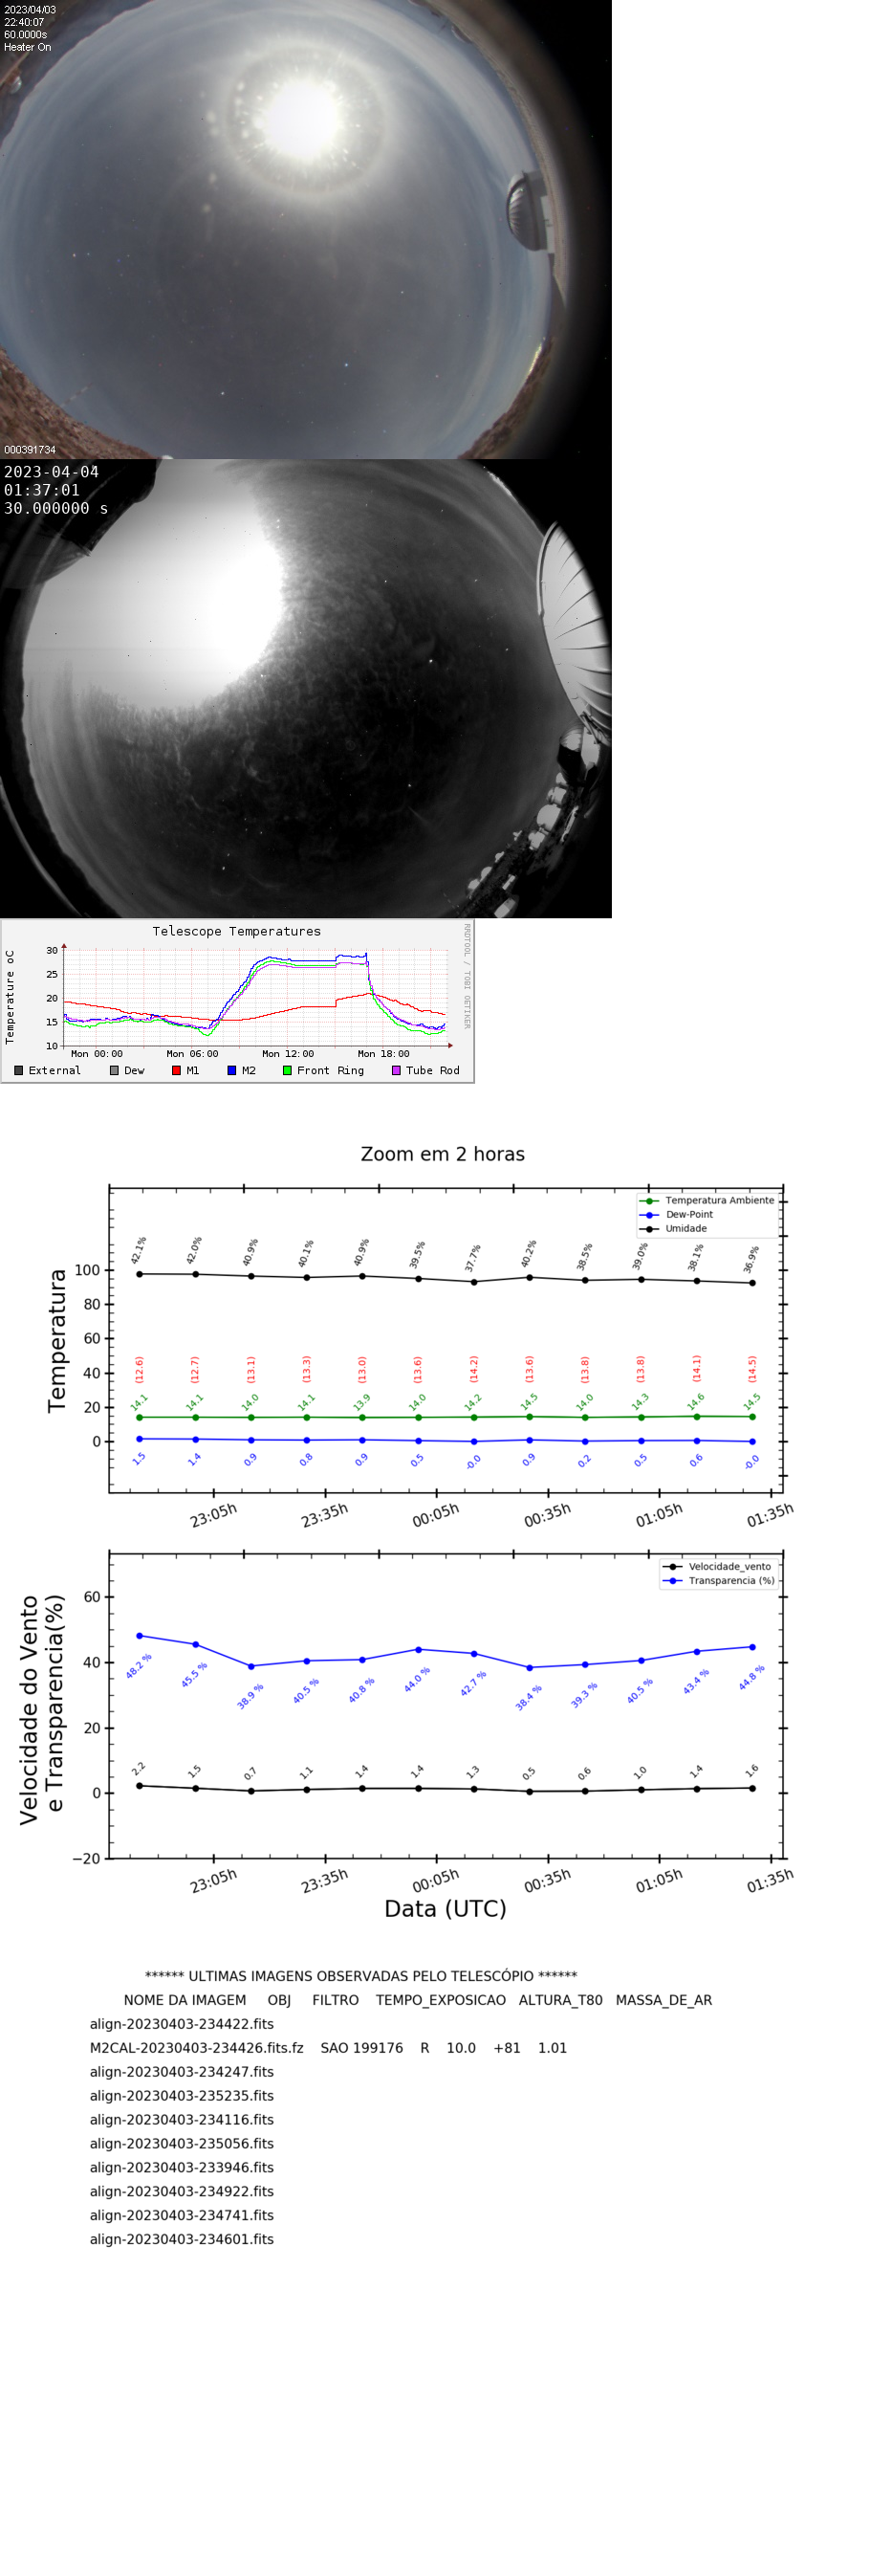 2023/04/03
22:40:07
60.0000s
Heater On
000391734
2023-04-04
01:37:01
30.000000 s
Telescope Temperatures
RRDTOOL / TOBI OETIKER
Temperature oC
30
25
20
15
10
Mon 00:00 Mon 06:00 Mon 12:00 Mon 18:00
External Dew M1 M2 Front Ring Tube Rod
Zoom em 2 horas
Temperatura Ambiente
Dew-Point
Umidade
Temperatura
100
80
60
40
20
0
42.1% 42.0% 40.9% 40.1% 40.9% 39.5% 37.7% 40.2% 38.5% 39.0% 38.1% 36.9%
(12.6) (12.7) (13.1) (13.3) (13.0) (13.6) (14.2) (13.6) (13.8) (13.8) (14.1) (14.5)
14.1 14.1 14.0 14.1 13.9 14.0 14.2 14.5 14.0 14.3 14.6 14.5
1.5 1.4 0.9 0.8 0.9 0.5 -0.0 0.9 0.2 0.5 0.6 -0.0
23:05h 23:35h 00:05h 00:35h 01:05h 01:35h
Velocidade_vento
Transparencia (%)
Velocidade do Vento
e Transparencia(%)
60
40
20
0
−20
48.2 % 45.5 % 38.9 % 40.5 % 40.8 % 44.0 % 42.7 % 38.4 % 39.3 % 40.5 % 43.4 % 44.8 %
2.2 1.5 0.7 1.1 1.4 1.4 1.3 0.5 0.6 1.0 1.4 1.6
23:05h 23:35h 00:05h 00:35h 01:05h 01:35h
Data (UTC)
****** ULTIMAS IMAGENS OBSERVADAS PELO TELESCÓPIO ******
NOME DA IMAGEM OBJ FILTRO TEMPO_EXPOSICAO ALTURA_T80 MASSA_DE_AR
align-20230403-234422.fits
M2CAL-20230403-234426.fits.fz SAO 199176 R 10.0 +81 1.01
align-20230403-234247.fits
align-20230403-235235.fits
align-20230403-234116.fits
align-20230403-235056.fits
align-20230403-233946.fits
align-20230403-234922.fits
align-20230403-234741.fits
align-20230403-234601.fits